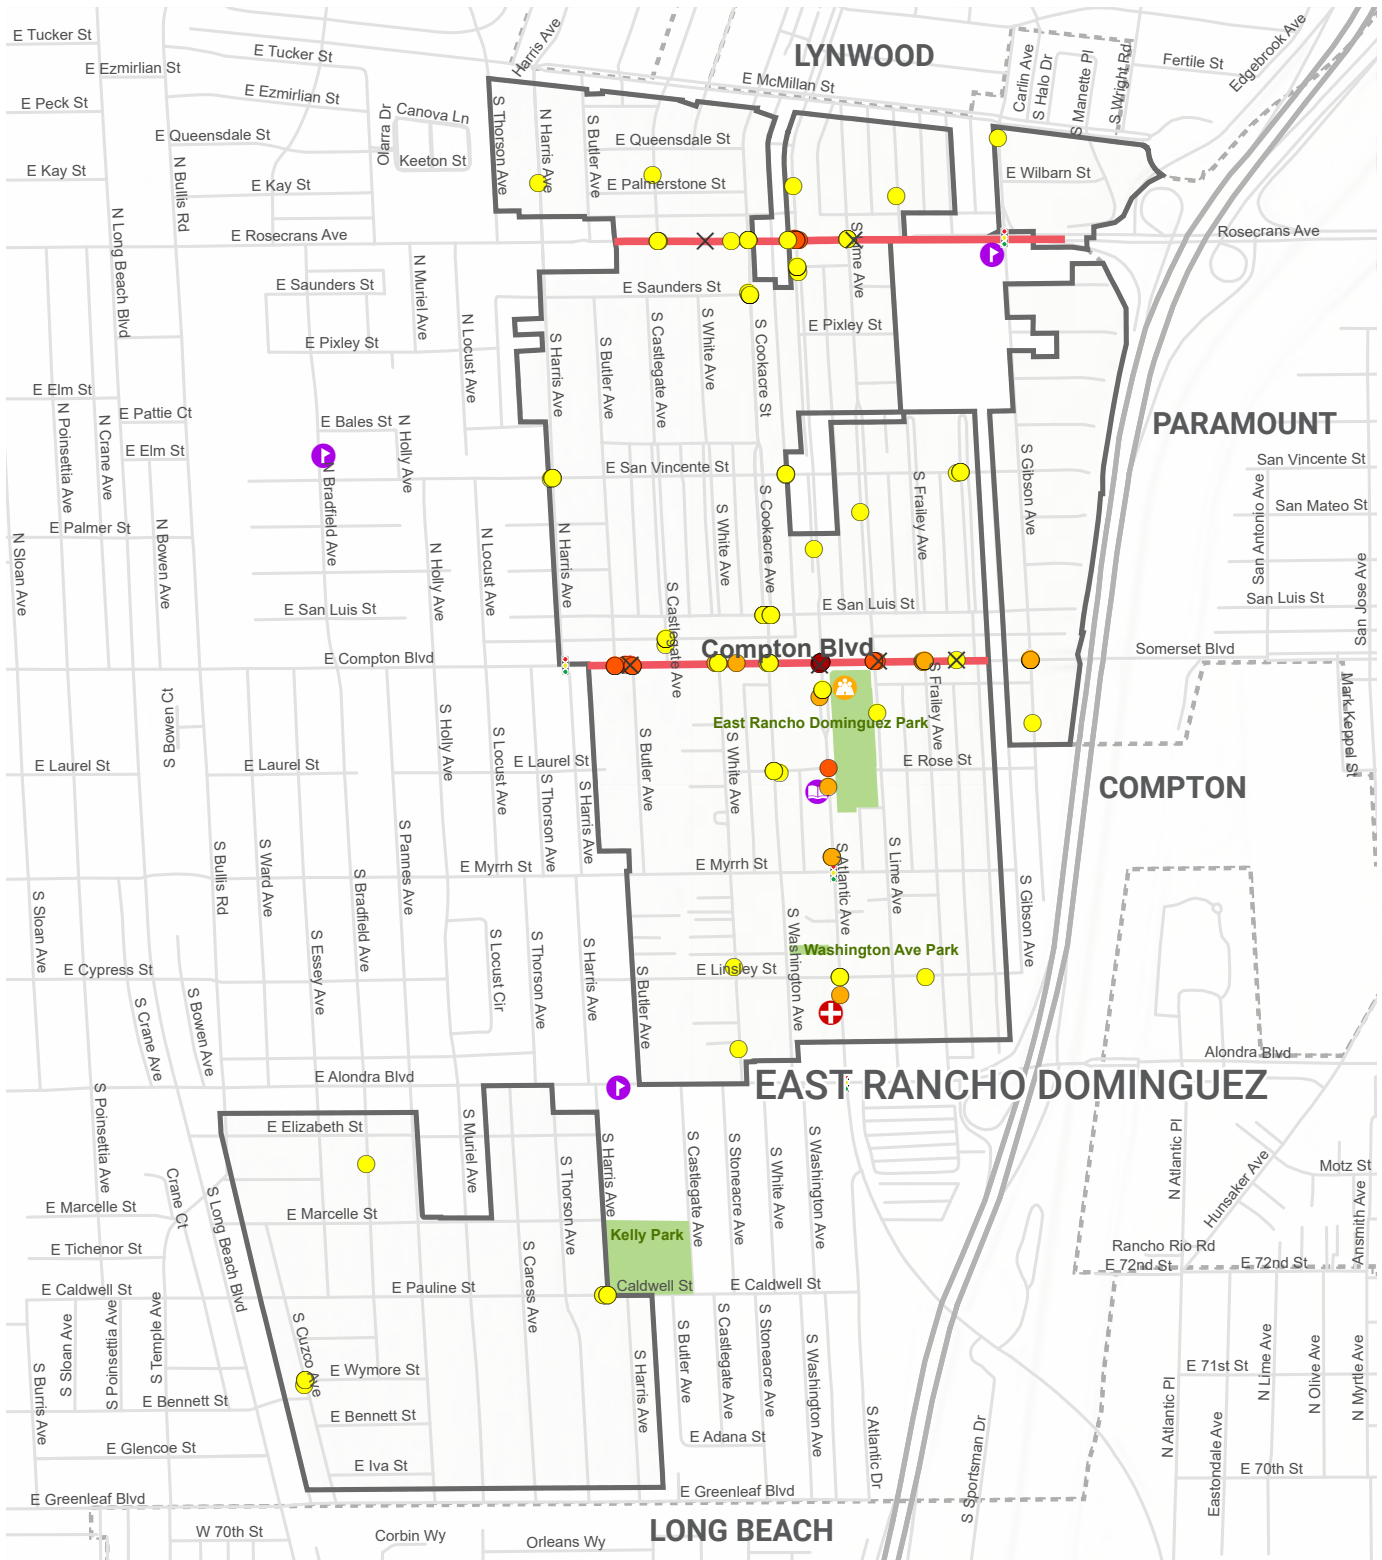 E Tucker St
E Tucker St
Harris Ave
LYNWOOD
Carlin Ave
S Halo Dr
S Manette Pl
S Wright Rd
Fertile St
Edgebrook Ave
E Ezmirlian St
E Ezmirlian St
E McMillan St
E Peck St
Canova Ln
Olarra Dr
Keeton St
E Queensdale St
E Queensdale St
S Thorson Ave
N Harris Ave
S Butler Ave
E Kay St
E Kay St
N Bullis Rd
E Palmerstone St
E Wilbarn St
N Long Beach Blvd
E Rosecrans Ave
Rosecrans Ave
S Lime Ave
E Saunders St
N Muriel Ave
E Saunders St
N Locust Ave
E Pixley St
S Harris Ave
S Butler Ave
S Castlegate Ave
S White Ave
S Cookacre St
E Pixley St
E Elm St
N Poinsettia Ave
N Crane Ave
E Pattie Ct
E Elm St
E Bales St
N Holly Ave
PARAMOUNT
N Bradfield Ave
E San Vincente St
S Frailey Ave
S Gibson Ave
San Vincente St
San Antonio Ave
San Mateo St
N Sloan Ave
E Palmer St
N Bowen Ave
N Holly Ave
N Locust Ave
N Harris Ave
S White Ave
S Cookacre Ave
San Jose Ave
E San Luis St
S Castlegate Ave
E San Luis St
San Luis St
E Compton Blvd
Compton Blvd
Somerset Blvd
S Bowen Ct
S Holly Ave
S Frailey Ave
Mark Keppel St
East Rancho Dominguez Park
E Laurel St
E Laurel St
S Locust Ave
E Laurel St
S Thorson Ave
S Harris Ave
S Butler Ave
S White Ave
E Rose St
COMPTON
S Bullis Rd
S Ward Ave
S Pannes Ave
S Bradfield Ave
E Myrrh St
E Myrrh St
S Atlantic Ave
S Lime Ave
S Gibson Ave
S Sloan Ave
S Essey Ave
S Locust Cir
S Thorson Ave
S Harris Ave
S Butler Ave
S Washington Ave
Washington Ave Park
E Cypress St
E Linsley St
S Crane Ave
S Bowen Ave
E Alondra Blvd
Alondra Blvd
EAST RANCHO DOMINGUEZ
S Poinsettia Ave
E Elizabeth St
S Muriel Ave
S Thorson Ave
S Harris Ave
S Castlegate Ave
S Stoneacre Ave
S White Ave
S Washington Ave
N Atlantic Pl
Hunsaker Ave
Motz St
Ansmith Ave
Crane Ct
S Long Beach Blvd
E Marcelle St
E Marcelle St
Kelly Park
E Tichenor St
Rancho Rio Rd
E 72nd St
E 72nd St
E Caldwell St
E Pauline St
S Caress Ave
Caldwell St
E Caldwell St
S Burris Ave
S Sloan Ave
S Poinsettia Ave
S Temple Ave
S Cuzco Ave
E Wymore St
S Harris Ave
S Butler Ave
S Castlegate Ave
S Stoneacre Ave
S Washington Ave
E 71st St
N Lime Ave
N Olive Ave
N Myrtle Ave
N Atlantic Pl
E Bennett St
E Bennett St
S Atlantic Dr
S Sportsman Dr
Eastondale Ave
E Glencoe St
E Adana St
E Iva St
E 70th St
E Greenleaf Blvd
E Greenleaf Blvd
W 70th St
Corbin Wy
Orleans Wy
LONG BEACH